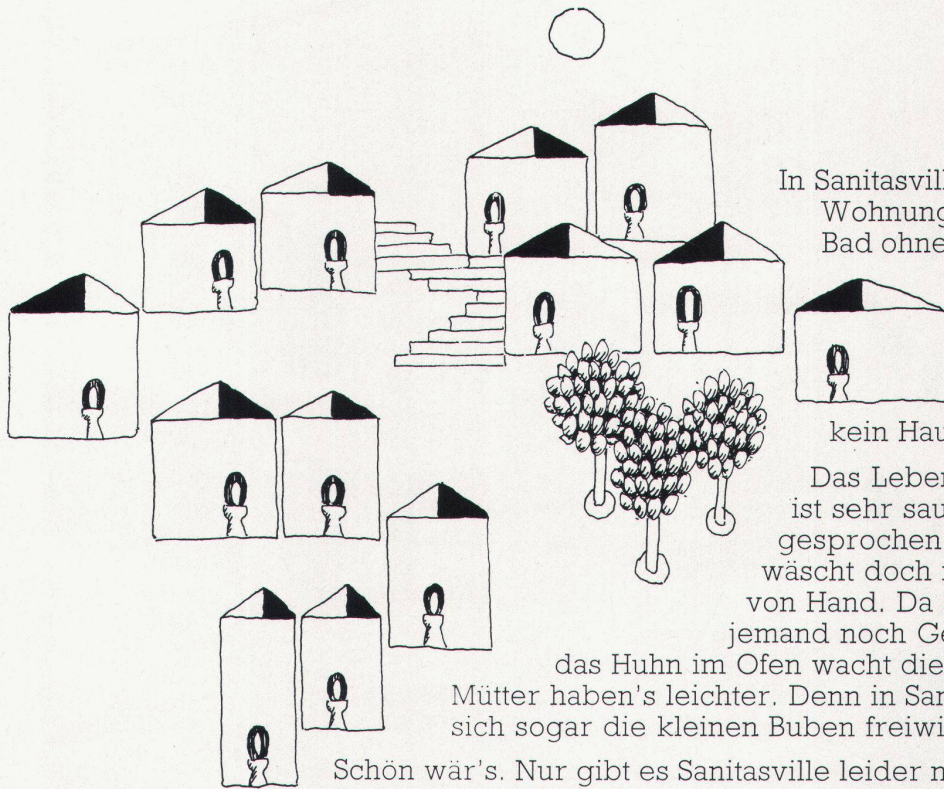 In Sanitasvill
Wohnung
Bad ohne
kein Hau
Das Leben
ist sehr sau
gesprochen
wäscht doch
von Hand. Da
jemand noch Ge
das Huhn im Ofen wacht die
Mütter haben's leichter. Denn in San
sich sogar die kleinen Buben freiwi
Schön wär's. Nur gibt es Sanitasville leider n